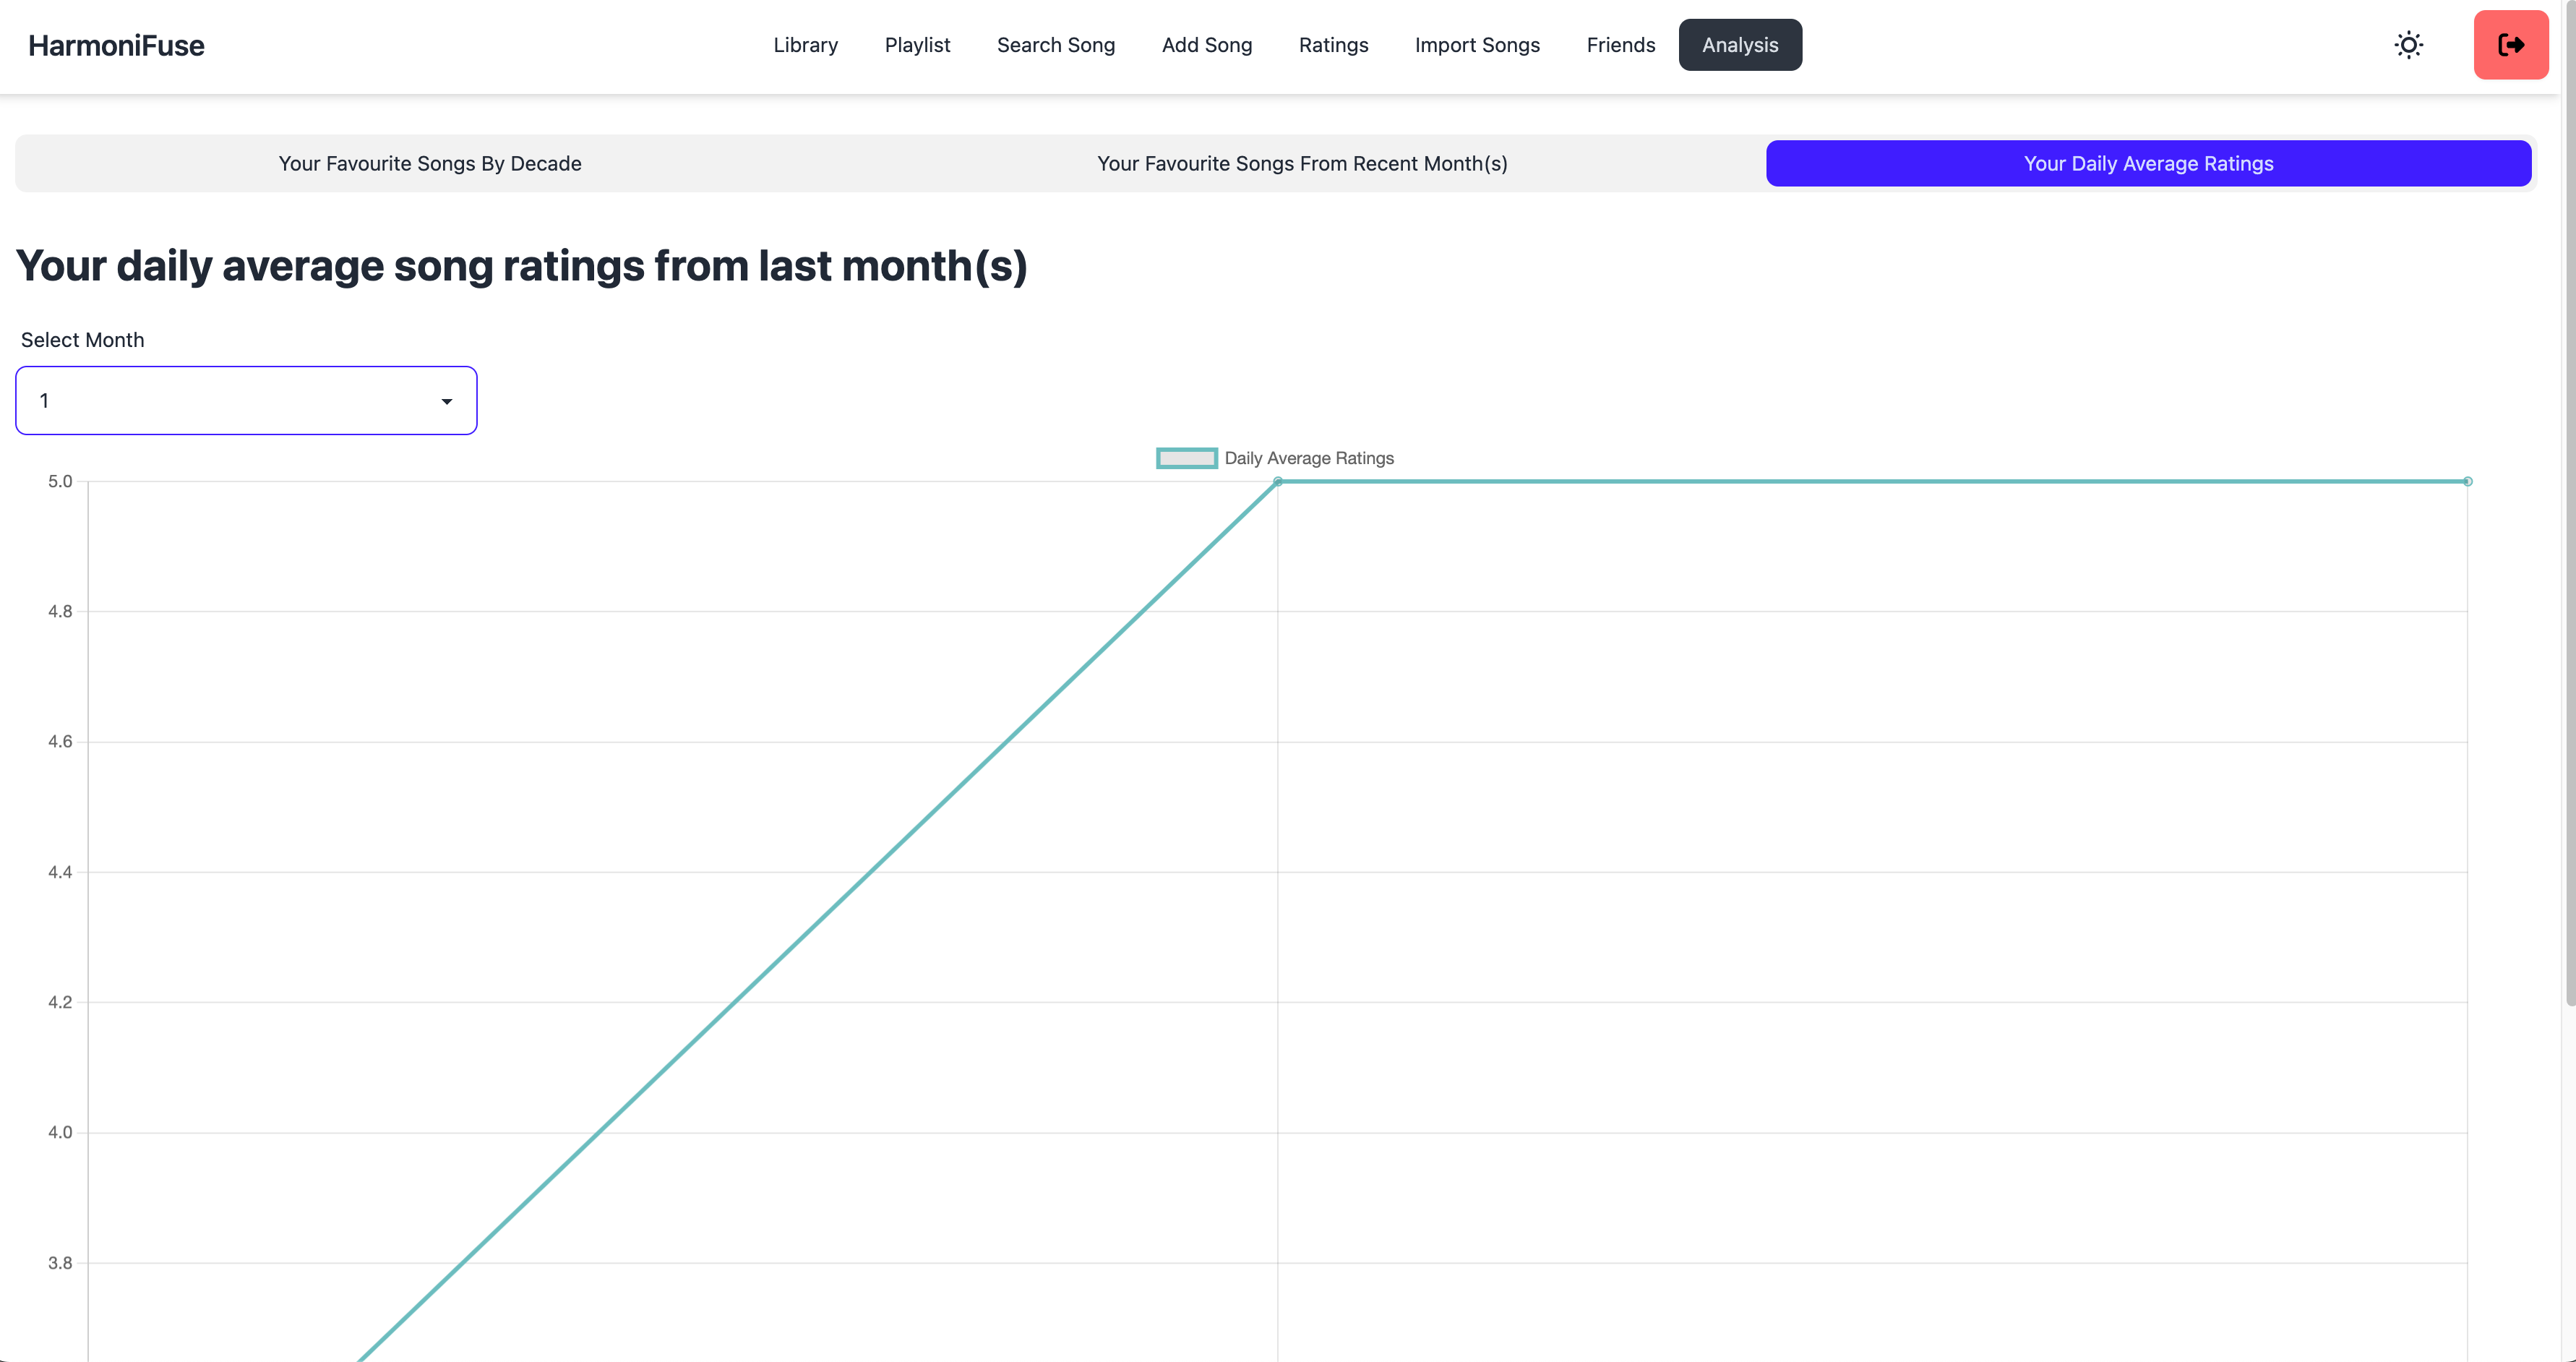 HarmoniFuse
Library Playlist Search Song Add Song Ratings Import Songs Friends Analysis
Your Favourite Songs By Decade Your Favourite Songs From Recent Month(s) Your Daily Average Ratings
Your daily average song ratings from last month(s)
Select Month
1
Daily Average Ratings
5.0
4.8
4.6
4.4
4.2
4.0
3.8